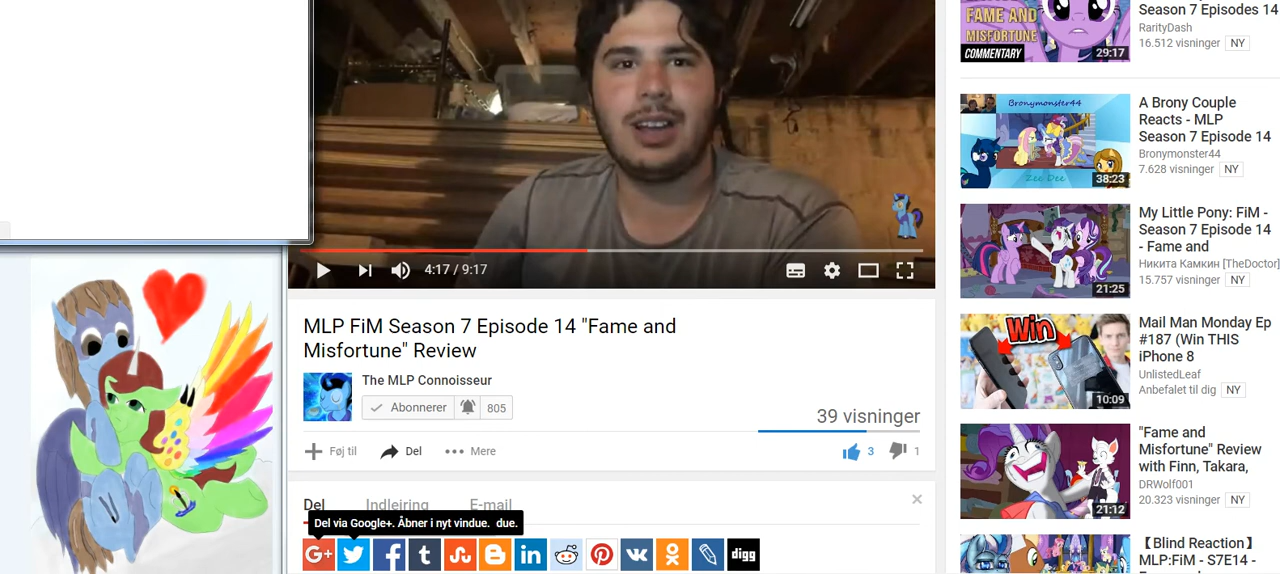 4:17 / 9:17
MLP FiM Season 7 Episode 14 "Fame and
Misfortune" Review
The MLP Connoisseur
Abonnerer
805
39 visninger
Føj til
Del
Mere
3
1
Del
Indlejring
E-mail
Del via Google+. Åbner i nyt vindue. due.
G+
f
t
in
digg
FAME AND
MISFORTUNE
COMMENTARY
29:17
Season 7 Episodes 14
RarityDash
16.512 visninger
NY
Bronymonster44
Zee Dee
38:23
A Brony Couple
Reacts - MLP
Season 7 Episode 14
Bronymonster44
7.628 visninger
NY
21:25
My Little Pony: FiM -
Season 7 Episode 14
- Fame and
Никита Камкин [TheDoctor]
15.757 visninger
NY
Win
10:09
Mail Man Monday Ep
#187 (Win THIS
iPhone 8
UnlistedLeaf
Anbefalet til dig
NY
21:12
"Fame and
Misfortune" Review
with Finn, Takara,
DRWolf001
20.323 visninger
NY
【Blind Reaction】
MLP:FiM - S7E14 -